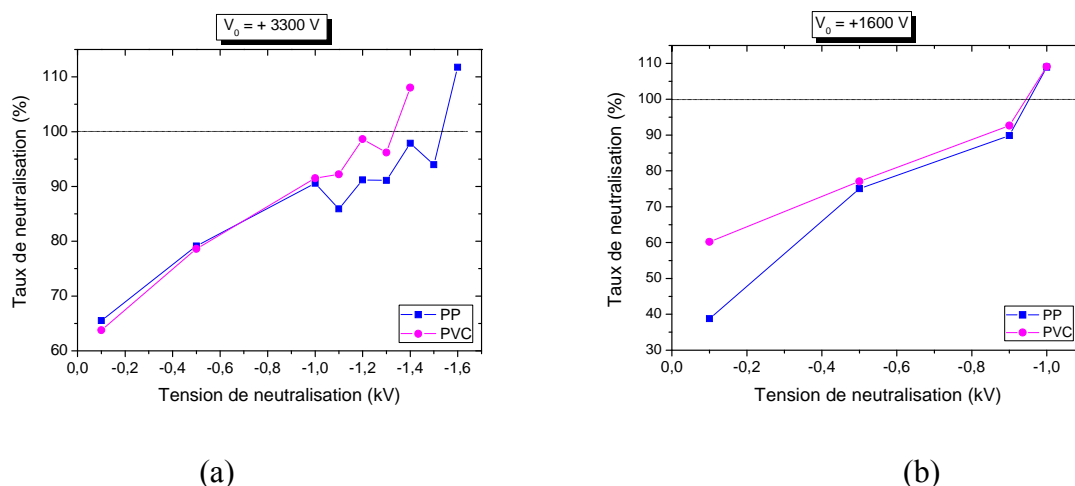 V₀ = + 3300 V
110
100
90
80
70
60
Taux de neutralisation (%)
0,0 -0,2 -0,4 -0,6 -0,8 -1,0 -1,2 -1,4 -1,6
Tension de neutralisation (kV)
PP
PVC
(a)
V₀ = +1600 V
110
100
90
80
70
60
50
40
30
Taux de neutralisation (%)
0,0 -0,2 -0,4 -0,6 -0,8 -1,0
Tension de neutralisation (kV)
PP
PVC
(b)